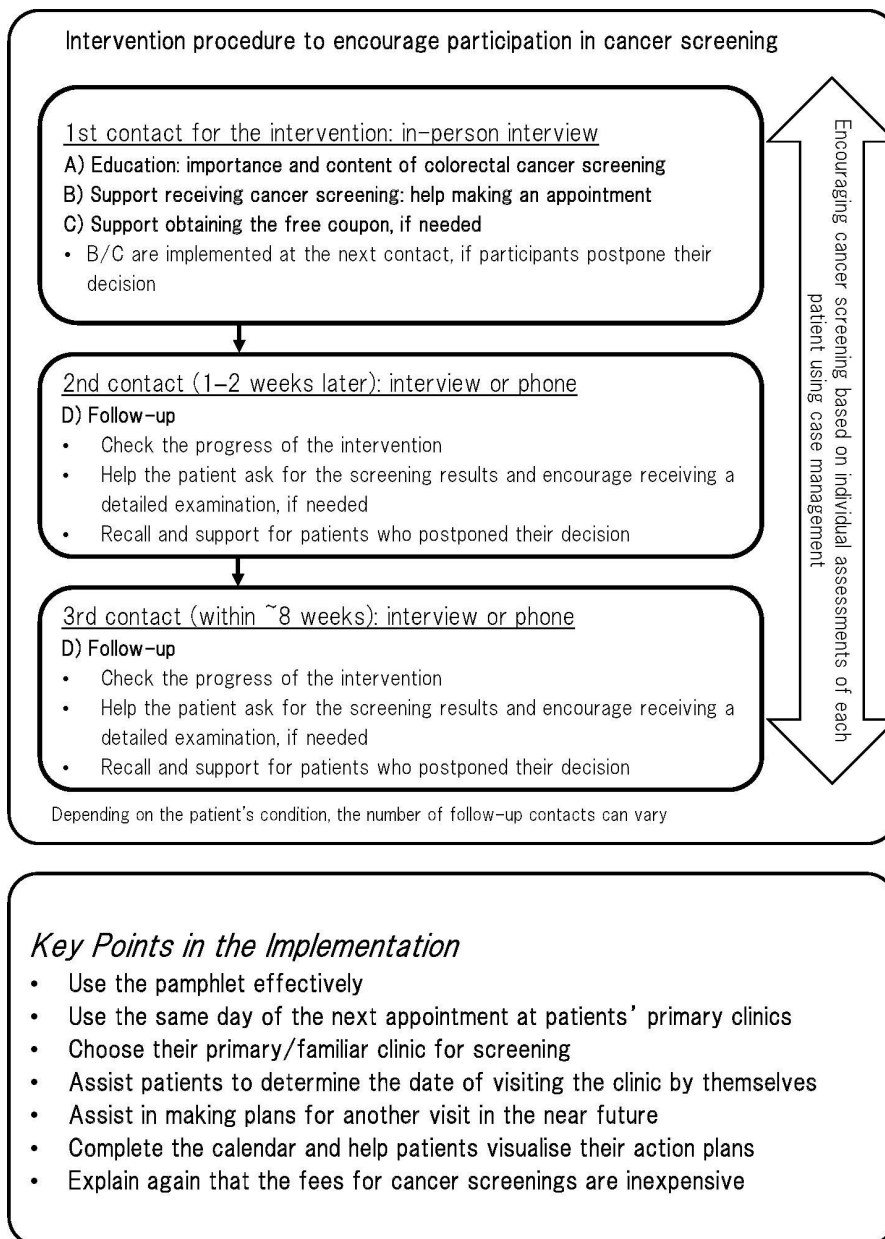 Intervention procedure to encourage participation in cancer screening
1st contact for the intervention: in-person interview
A) Education: importance and content of colorectal cancer screening
B) Support receiving cancer screening: help making an appointment
C) Support obtaining the free coupon, if needed
• B/C are implemented at the next contact, if participants postpone their
decision
2nd contact (1–2 weeks later): interview or phone
D) Follow-up
• Check the progress of the intervention
• Help the patient ask for the screening results and encourage receiving a
detailed examination, if needed
• Recall and support for patients who postponed their decision
3rd contact (within ~8 weeks): interview or phone
D) Follow-up
• Check the progress of the intervention
• Help the patient ask for the screening results and encourage receiving a
detailed examination, if needed
• Recall and support for patients who postponed their decision
Depending on the patient's condition, the number of follow-up contacts can vary
Encouraging cancer screening based on individual assessments of each
patient using case management
Key Points in the Implementation
• Use the pamphlet effectively
• Use the same day of the next appointment at patients' primary clinics
• Choose their primary/familiar clinic for screening
• Assist patients to determine the date of visiting the clinic by themselves
• Assist in making plans for another visit in the near future
• Complete the calendar and help patients visualise their action plans
• Explain again that the fees for cancer screenings are inexpensive